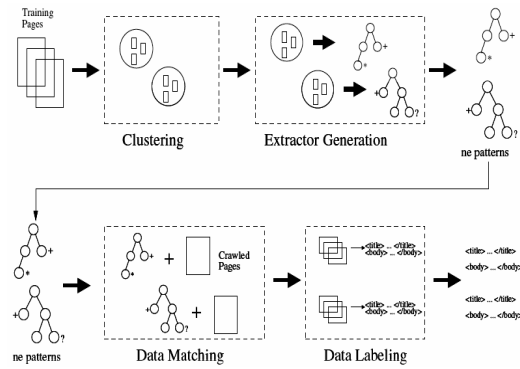 Training
Pages
+
*
+
?
+
*
+
?
Clustering
Extractor Generation
ne patterns
+
*
+
?
ne patterns
+
*
+
Crawled
Pages
+
?
+
Data Matching
<title> ... </title>
<body> ... </body>
<title> ... </title>
<body> ... </body>
Data Labeling
<title> ... </title>
<body> ... </body>
<title> ... </title>
<body> ... </body>